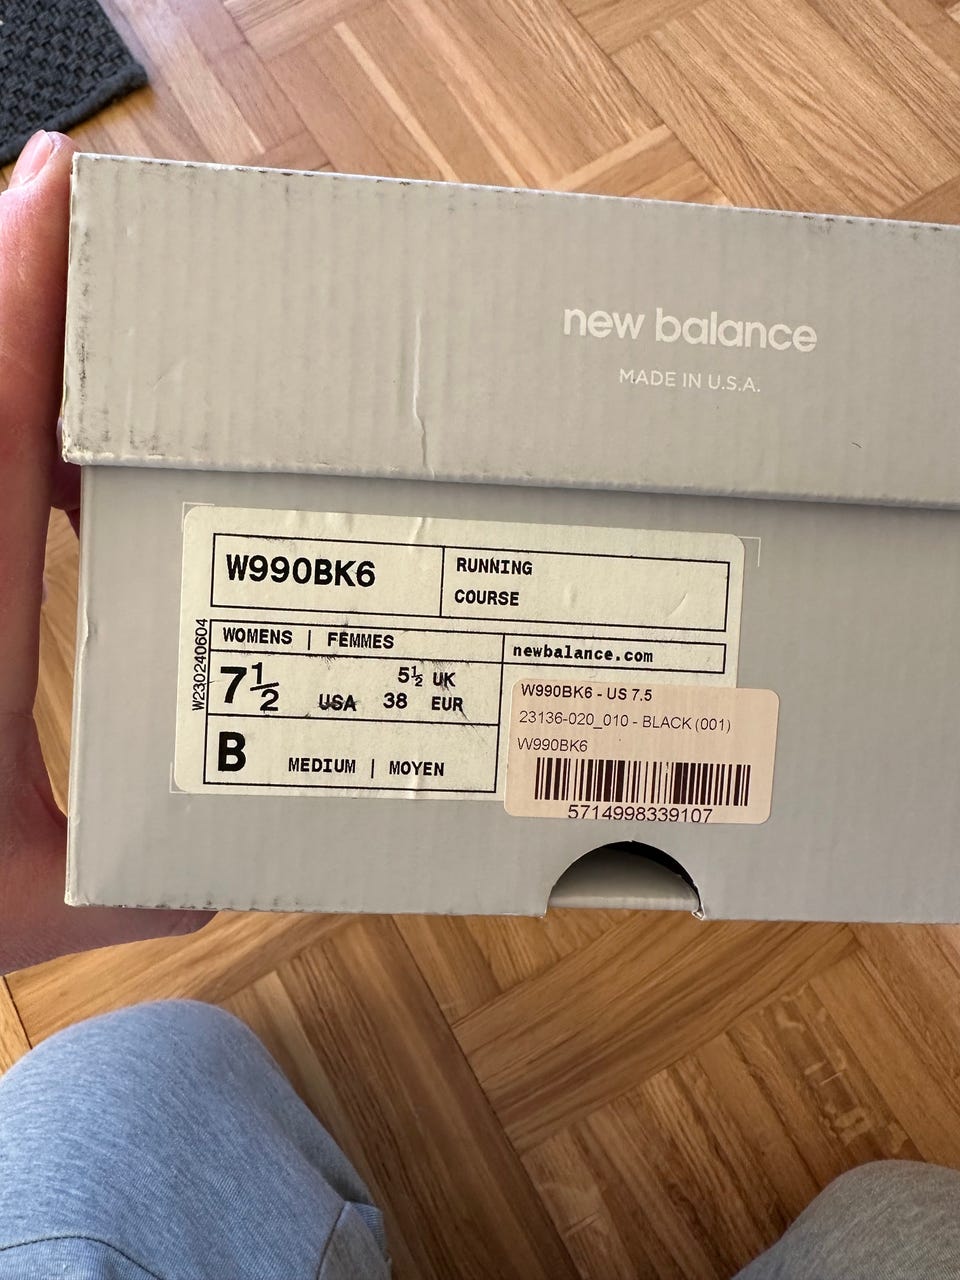 new balance
MADE IN U.S.A.
W990BK6
RUNNING
COURSE
W230240604
WOMENS | FEMMES
newbalance.com
7½ USA
5½ UK
38 EUR
B
MEDIUM | MOYEN
W990BK6 - US 7.5
23136-020_010 - BLACK (001)
W990BK6
5714998339107